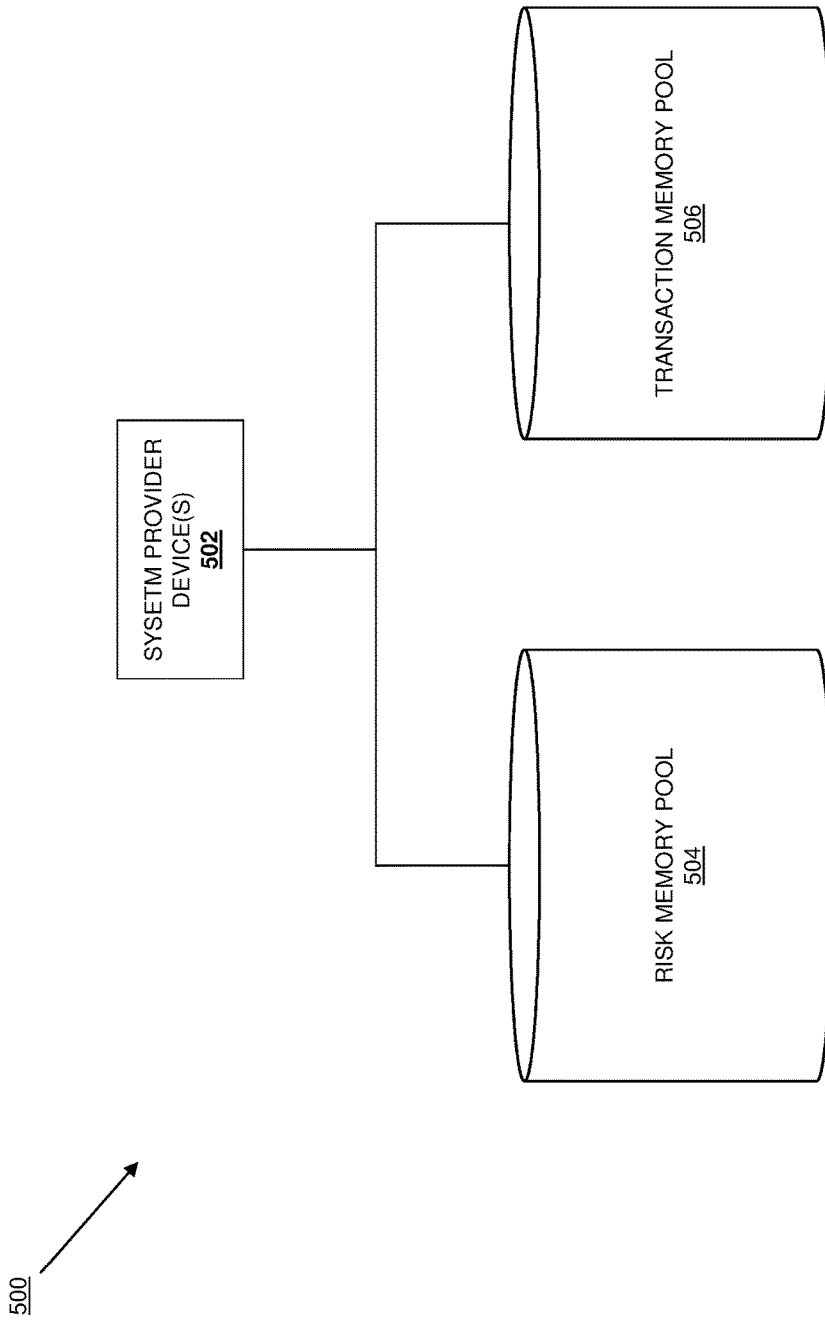 500
SYSETM PROVIDER
DEVICE(S)
502
RISK MEMORY POOL
504
TRANSACTION MEMORY POOL
506